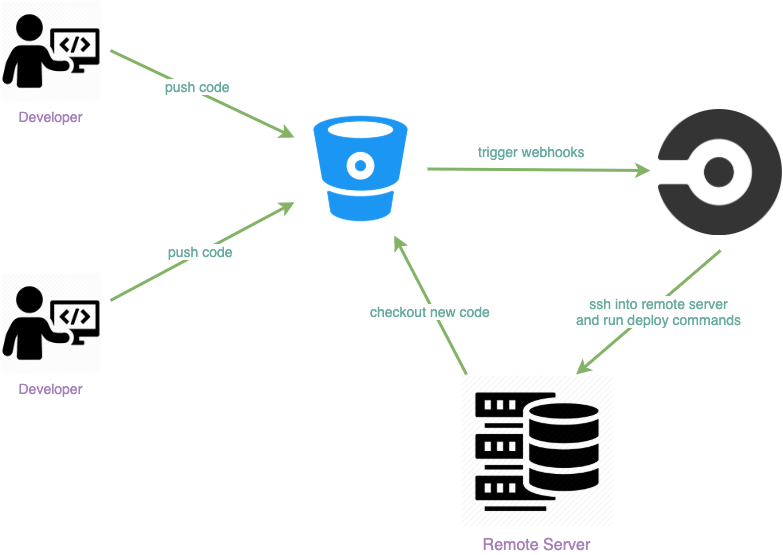 </>
Developer
push code
trigger webhooks
push code
checkout new code
ssh into remote server
and run deploy commands
</>
Developer
Remote Server